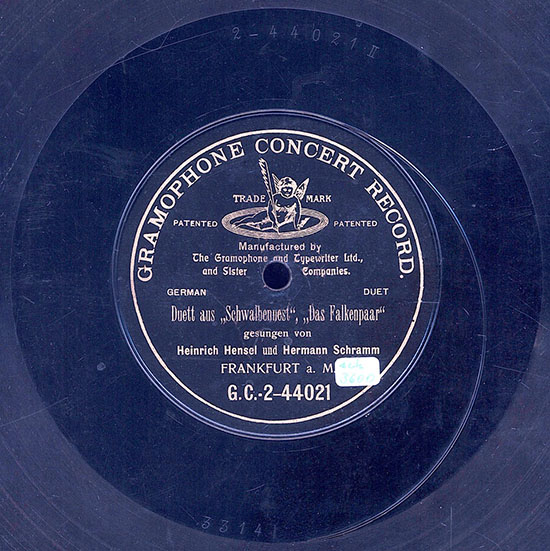 2-44021 II
GRAMOPHONE CONCERT RECORD.
TRADE MARK
PATENTED PATENTED
Manufactured by
The Gramophone and Typewriter Ltd.,
and Sister Companies.
GERMAN DUET
Duett aus „Schwalbennest“, „Das Falkenpaar“
gesungen von
Heinrich Hensel und Hermann Schramm
FRANKFURT a. M.
G.C.-2-44021
3314